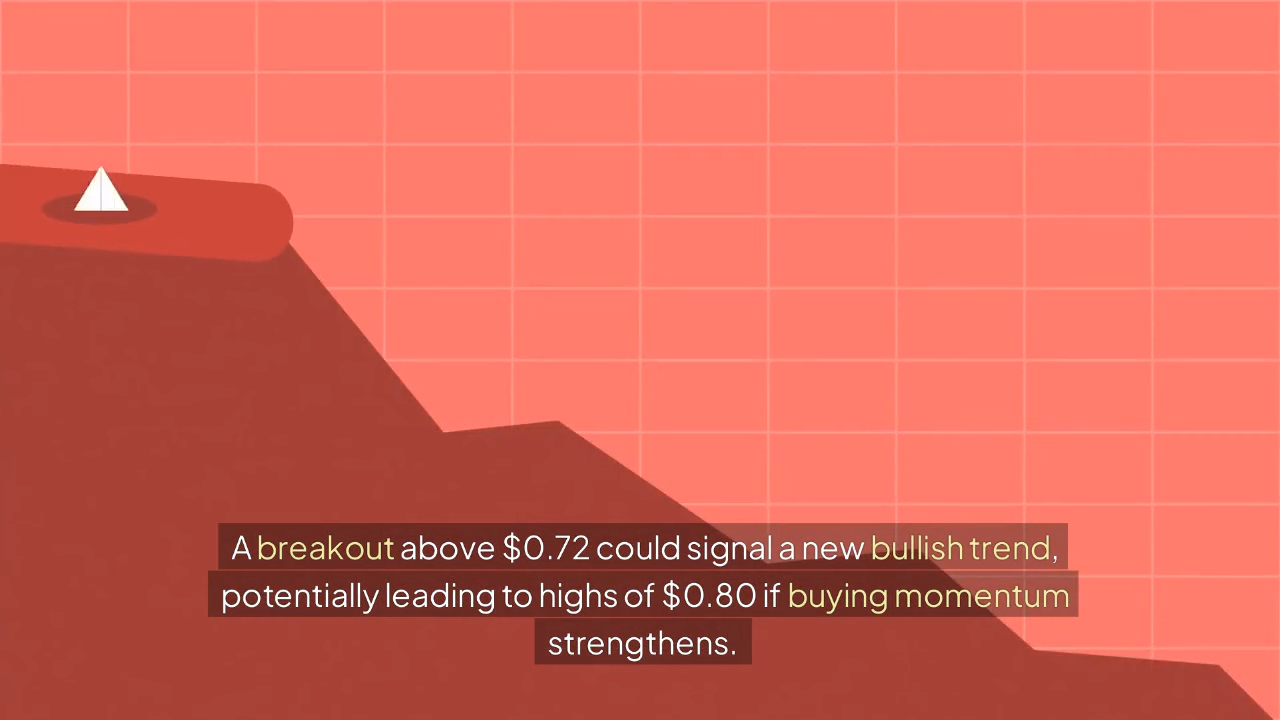 A breakout above $0.72 could signal a new bullish trend,
potentially leading to highs of $0.80 if buying momentum
strengthens.